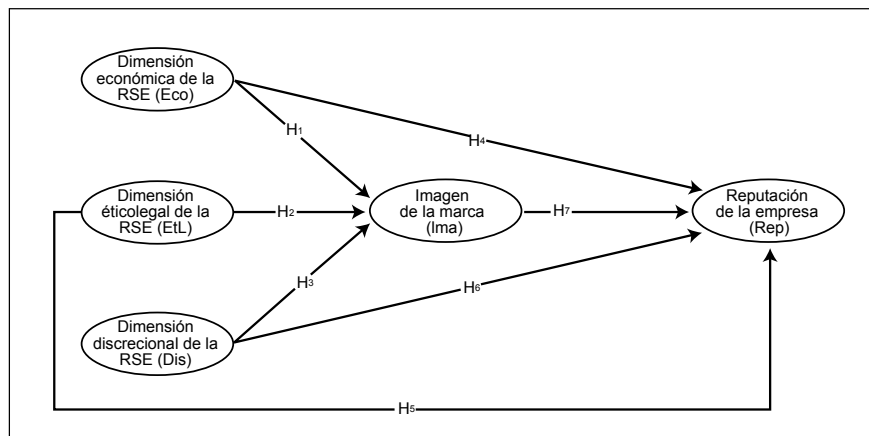 Dimensión
económica de la
RSE (Eco)
H1
H4
Dimensión
éticolegal de la
RSE (EtL)
H2
Imagen
de la marca
(Ima)
H7
Reputación
de la empresa
(Rep)
H3
H6
Dimensión
discrecional de la
RSE (Dis)
H5